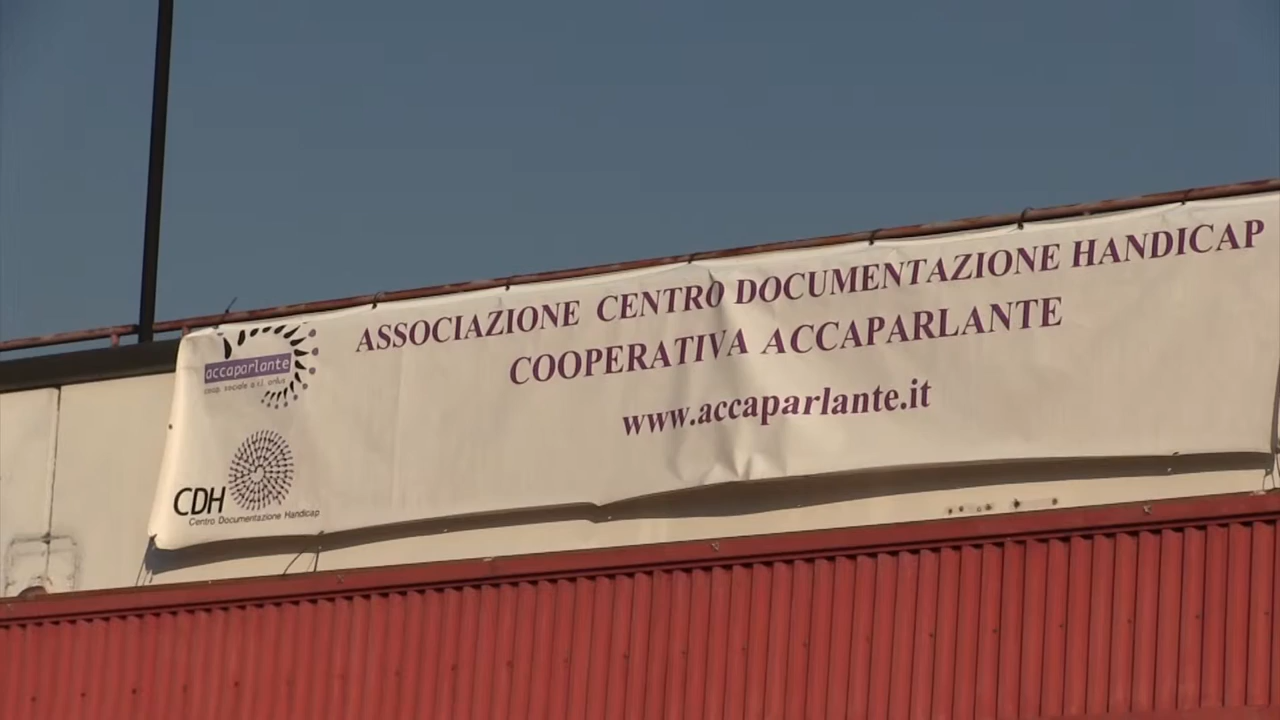 ASSOCIAZIONE CENTRO DOCUMENTAZIONE HANDICAP
COOPERATIVA ACCAPARLANTE
www.accaparlante.it
accaparlante
coop. sociale a r.l. onlus
CDH
Centro Documentazione Handicap